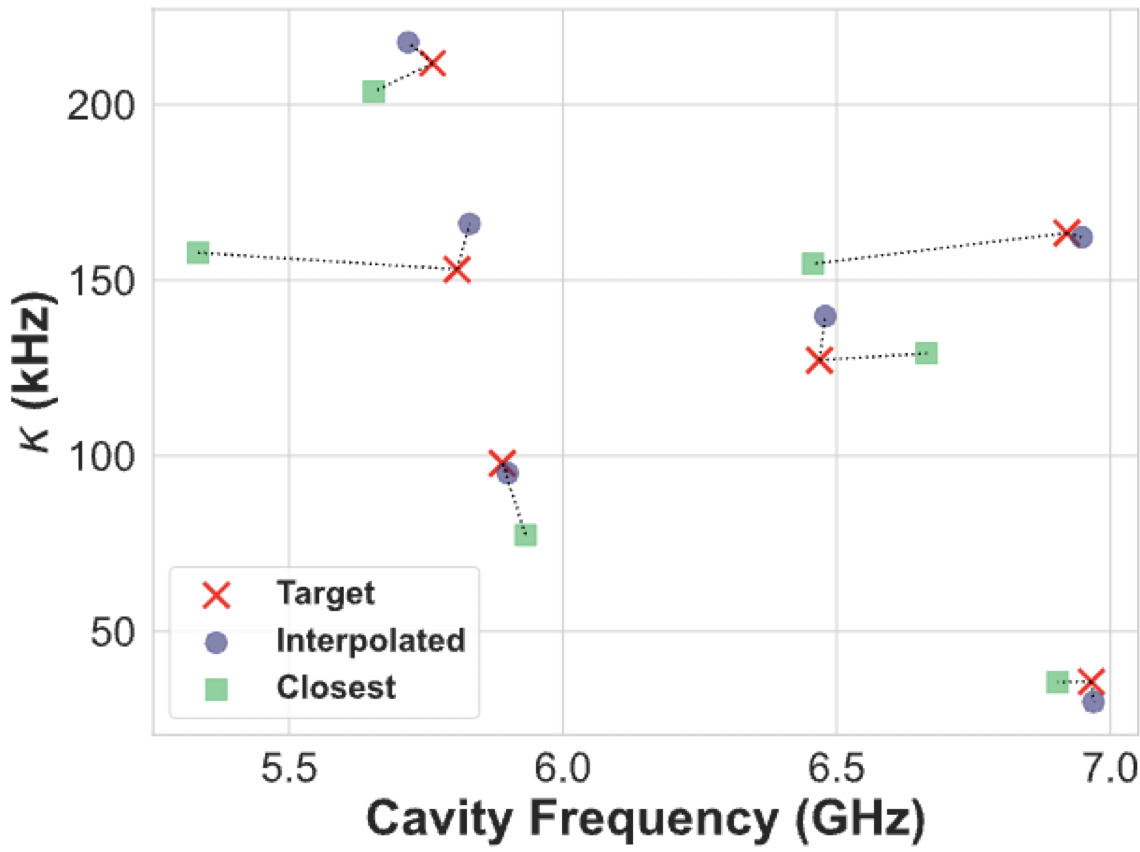 200
150
100
50
κ (kHz)
Target
Interpolated
Closest
5.5 6.0 6.5 7.0
Cavity Frequency (GHz)